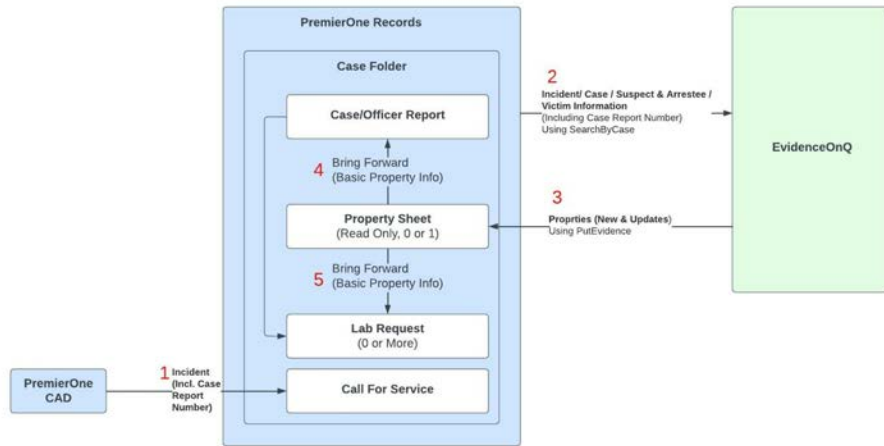 PremierOne Records
Case Folder
Case/Officer Report
4
Bring Forward
(Basic Property Info)
Property Sheet
(Read Only, 0 or 1)
5
Bring Forward
(Basic Property Info)
Lab Request
(0 or More)
Call For Service
PremierOne
CAD
1
Incident
(Incl. Case
Report
Number)
2
Incident/ Case / Suspect & Arrestee /
Victim Information
(Including Case Report Number)
Using SearchByCase
3
Proprties (New & Updates)
Using PutEvidence
EvidenceOnQ